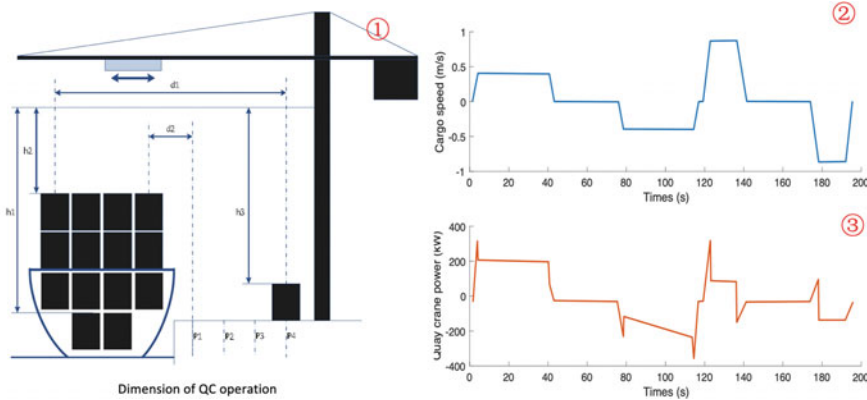 ①
d1
d2
h2
h1
h3
P1
P2
P3
P4
Dimension of QC operation
②
Cargo speed (m/s)
1
0.5
0
-0.5
-1
0 20 40 60 80 100 120 140 160 180 200
Times (s)
③
Quay crane power (kW)
400
200
0
-200
-400
0 20 40 60 80 100 120 140 160 180 200
Times (s)